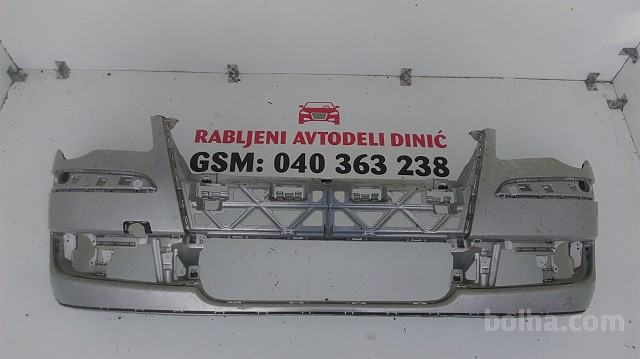 RABLJENI AVTODELI DINIĆ
GSM: 040 363 238
bolha.com